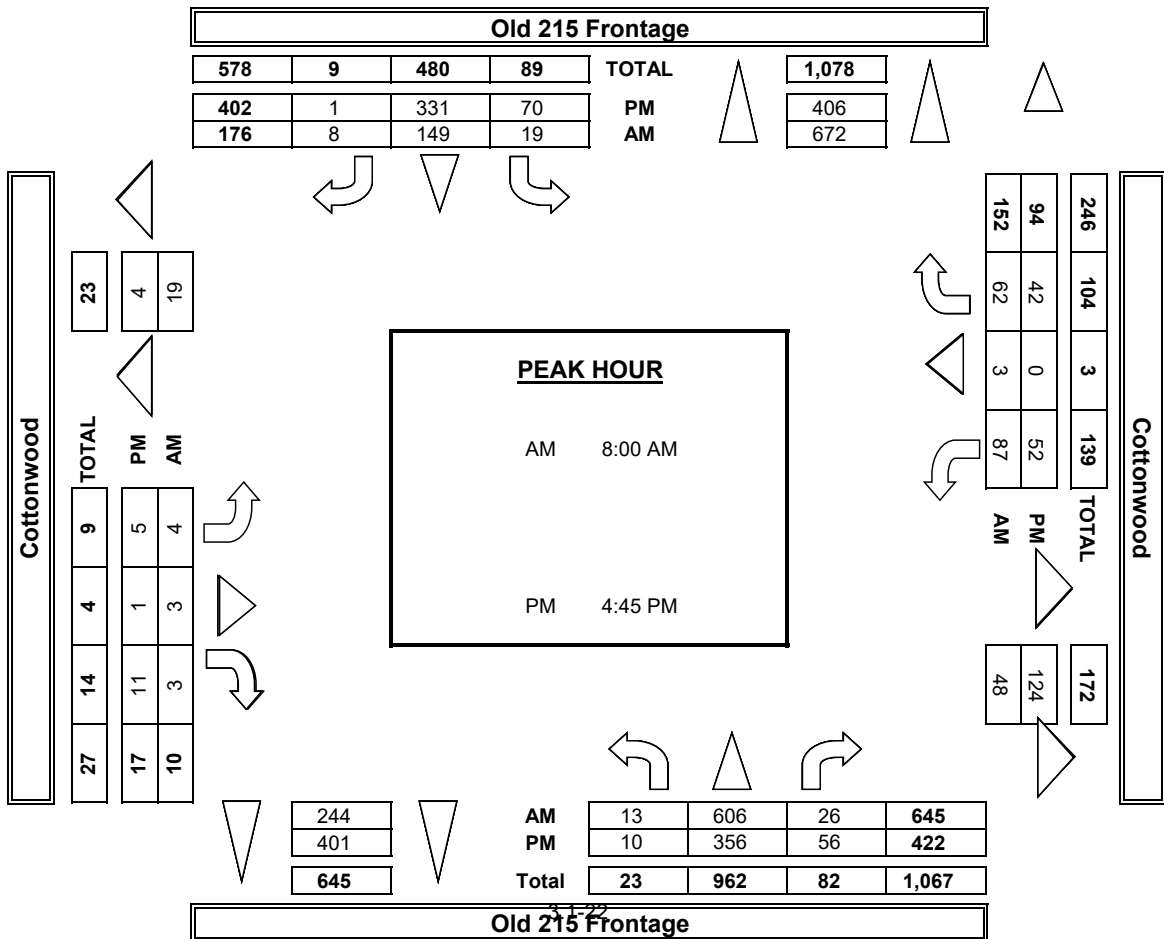 Old 215 Frontage
578 9 480 89 TOTAL 1,078
402 1 331 70 PM 406
176 8 149 19 AM 672
Cottonwood
23
4
19
TOTAL
PM
AM
9 4 14 27
5 1 11 17
4 3 3 10
PEAK HOUR
AM 8:00 AM
PM 4:45 PM
246 104 3 139 TOTAL
94 42 0 52 PM
152 62 3 87 AM
172
124
48
Cottonwood
244 AM 13 606 26 645
401 PM 10 356 56 422
645 Total 23 962 82 1,067
3.1-22
Old 215 Frontage